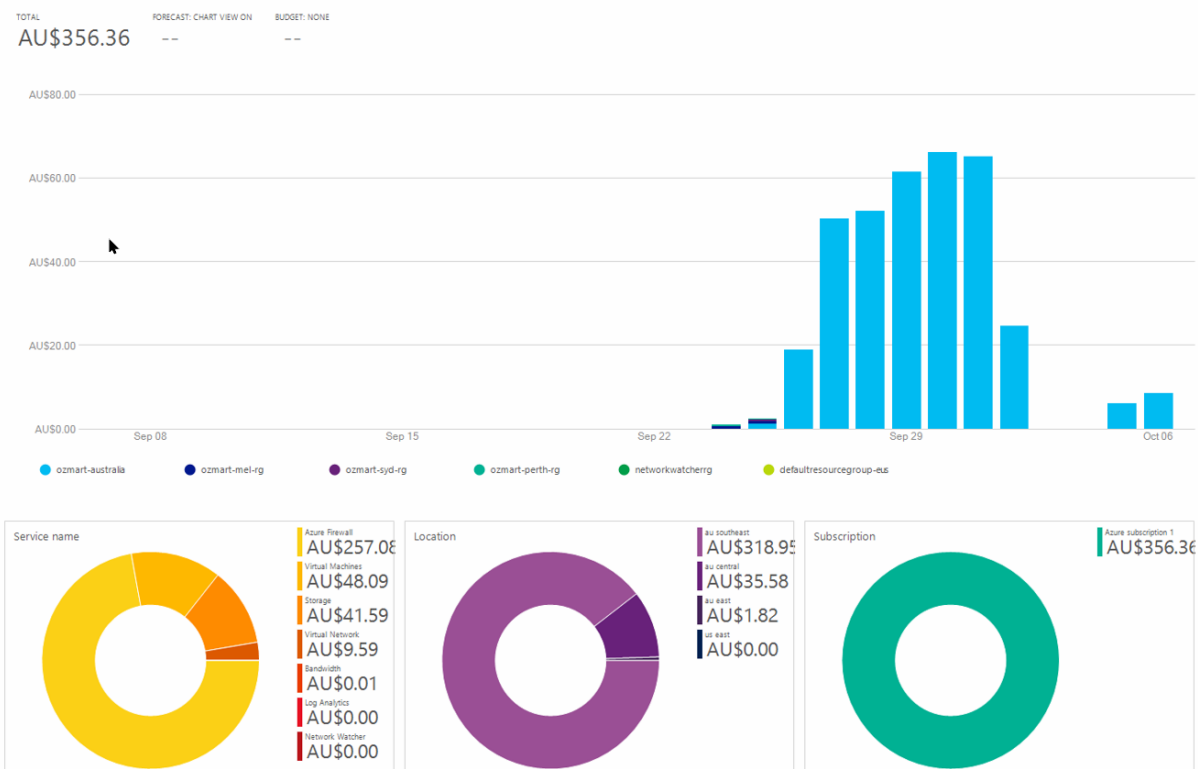 TOTAL FORECAST: CHART VIEW ON BUDGET: NONE
AU$356.36 -- --
AU$80.00
AU$60.00
AU$40.00
AU$20.00
AU$0.00
Sep 08 Sep 15 Sep 22 Sep 29 Oct 06
ozmart-australia ozmart-mel-rg ozmart-syd-rg ozmart-perth-rg networkwatcherrg defaultresourcegroup-eus
Service name
Azure Firewall
AU$257.08
Virtual Machines
AU$48.09
Storage
AU$41.59
Virtual Network
AU$9.59
Bandwidth
AU$0.01
Log Analytics
AU$0.00
Network Watcher
AU$0.00
Location
au southeast
AU$318.95
au central
AU$35.58
au east
AU$1.82
us east
AU$0.00
Subscription
Azure subscription 1
AU$356.36